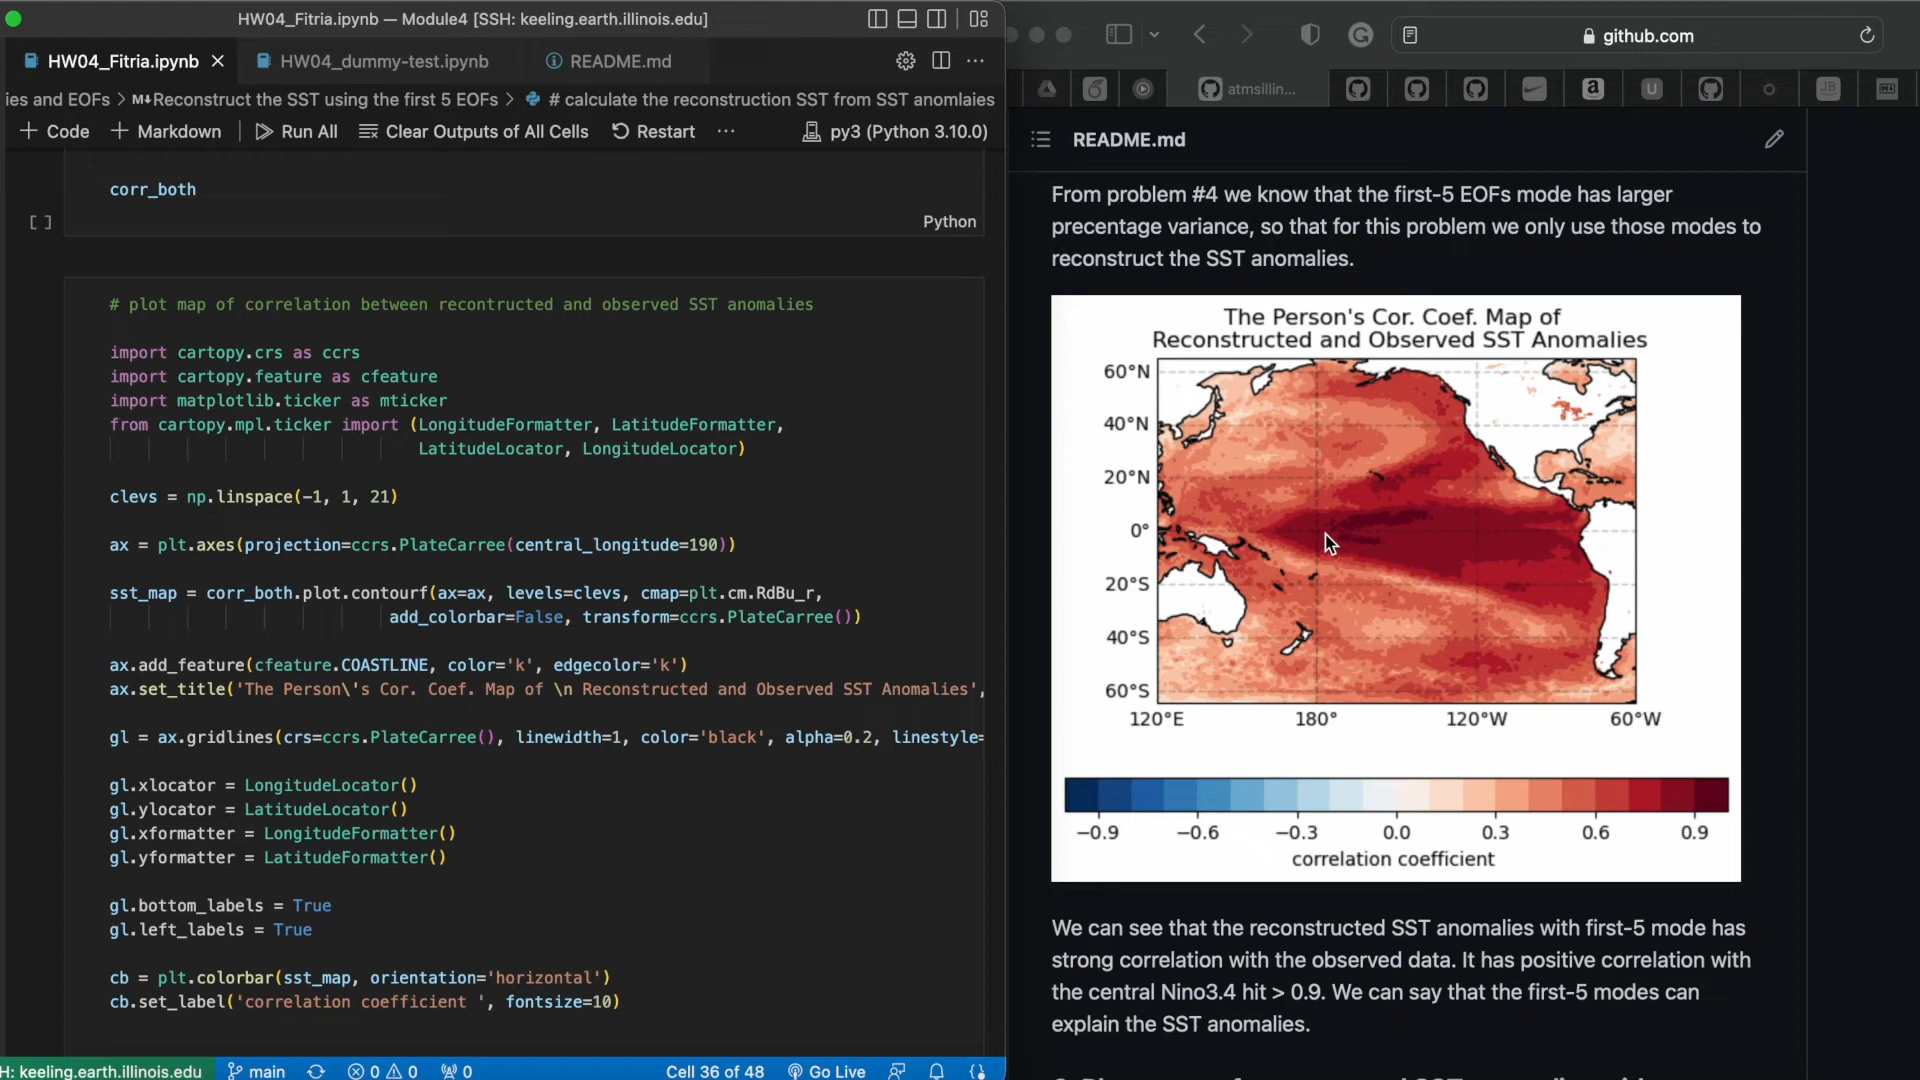 HW04_Fitria.ipynb — Module4 [SSH: keeling.earth.illinois.edu]
HW04_Fitria.ipynb
HW04_dummy-test.ipynb
README.md
ies and EOFs > M↓Reconstruct the SST using the first 5 EOFs > # calculate the reconstruction SST from SST anomlaies
+ Code + Markdown Run All Clear Outputs of All Cells Restart ... py3 (Python 3.10.0)
corr_both
[ ]
Python
# plot map of correlation between recontructed and observed SST anomalies
import cartopy.crs as ccrs
import cartopy.feature as cfeature
import matplotlib.ticker as mticker
from cartopy.mpl.ticker import (LongitudeFormatter, LatitudeFormatter,
LatitudeLocator, LongitudeLocator)
clevs = np.linspace(-1, 1, 21)
ax = plt.axes(projection=ccrs.PlateCarree(central_longitude=190))
sst_map = corr_both.plot.contourf(ax=ax, levels=clevs, cmap=plt.cm.RdBu_r,
add_colorbar=False, transform=ccrs.PlateCarree())
ax.add_feature(cfeature.COASTLINE, color='k', edgecolor='k')
ax.set_title('The Person\'s Cor. Coef. Map of \n Reconstructed and Observed SST Anomalies',
gl = ax.gridlines(crs=ccrs.PlateCarree(), linewidth=1, color='black', alpha=0.2, linestyle=
gl.xlocator = LongitudeLocator()
gl.ylocator = LatitudeLocator()
gl.xformatter = LongitudeFormatter()
gl.yformatter = LatitudeFormatter()
gl.bottom_labels = True
gl.left_labels = True
cb = plt.colorbar(sst_map, orientation='horizontal')
cb.set_label('correlation coefficient ', fontsize=10)
H: keeling.earth.illinois.edu main 0 0 0 Cell 36 of 48 Go Live
github.com
atmsillin...
a
U
JB
README.md
From problem #4 we know that the first-5 EOFs mode has larger
precentage variance, so that for this problem we only use those modes to
reconstruct the SST anomalies.
The Person's Cor. Coef. Map of
Reconstructed and Observed SST Anomalies
60°N
40°N
20°N
0°
20°S
40°S
60°S
120°E 180° 120°W 60°W
−0.9 −0.6 −0.3 0.0 0.3 0.6 0.9
correlation coefficient
We can see that the reconstructed SST anomalies with first-5 mode has
strong correlation with the observed data. It has positive correlation with
the central Nino3.4 hit > 0.9. We can say that the first-5 modes can
explain the SST anomalies.